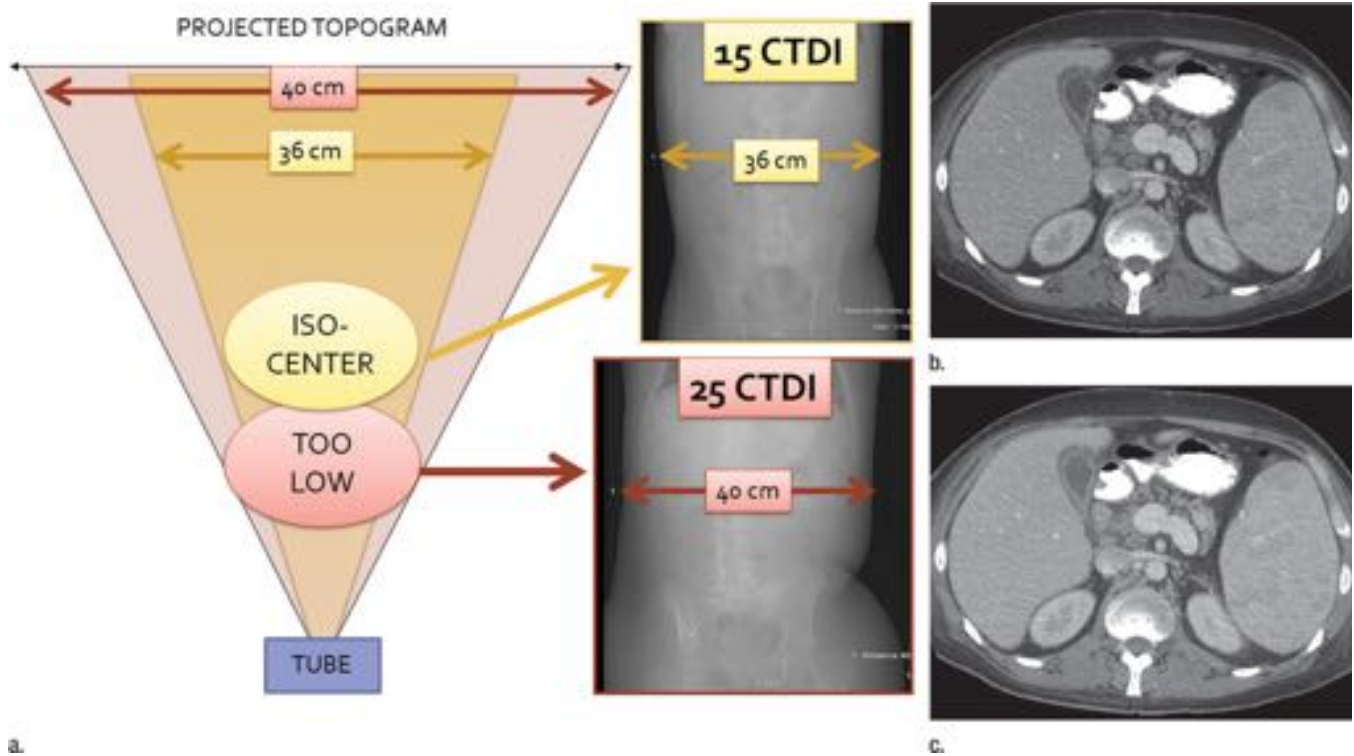 PROJECTED TOPOGRAM
40 cm
36 cm
ISO-
CENTER
TOO
LOW
TUBE
15 CTDI
36 cm
25 CTDI
40 cm
a.
b.
c.